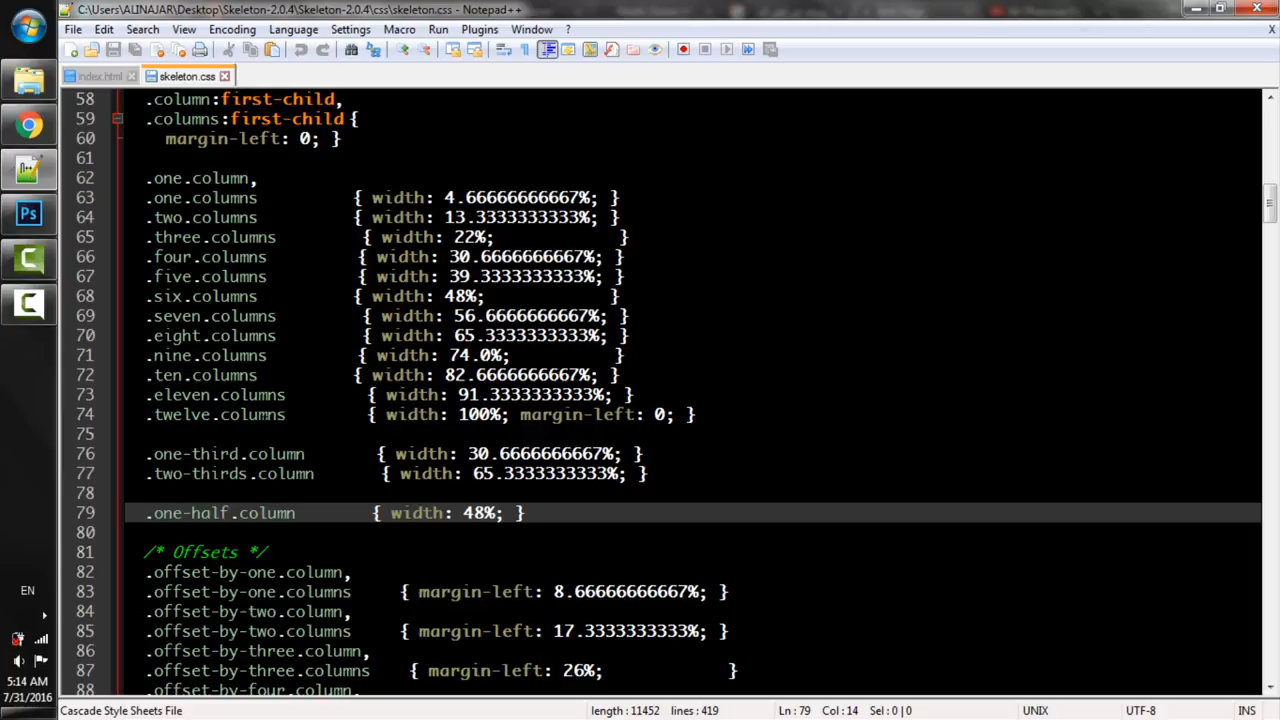 C:\Users\ALINAJAR\Desktop\Skeleton-2.0.4\Skeleton-2.0.4\css\skeleton.css - Notepad++
File Edit Search View Encoding Language Settings Macro Run Plugins Window ? X
index.html skeleton.css
58 .column:first-child,
59 .columns:first-child {
60 margin-left: 0; }
61
62 .one.column,
63 .one.columns { width: 4.66666666667%; }
64 .two.columns { width: 13.3333333333%; }
65 .three.columns { width: 22%; }
66 .four.columns { width: 30.6666666667%; }
67 .five.columns { width: 39.3333333333%; }
68 .six.columns { width: 48%; }
69 .seven.columns { width: 56.6666666667%; }
70 .eight.columns { width: 65.3333333333%; }
71 .nine.columns { width: 74.0%; }
72 .ten.columns { width: 82.6666666667%; }
73 .eleven.columns { width: 91.3333333333%; }
74 .twelve.columns { width: 100%; margin-left: 0; }
75
76 .one-third.column { width: 30.6666666667%; }
77 .two-thirds.column { width: 65.3333333333%; }
78
79 .one-half.column { width: 48%; }
80
81 /* Offsets */
82 .offset-by-one.column,
83 .offset-by-one.columns { margin-left: 8.66666666667%; }
84 .offset-by-two.column,
85 .offset-by-two.columns { margin-left: 17.3333333333%; }
86 .offset-by-three.column,
87 .offset-by-three.columns { margin-left: 26%; }
88 .offset-by-four.column,
Ps
EN
5:14 AM
7/31/2016
Cascade Style Sheets File length : 11452 lines : 419 Ln : 79 Col : 14 Sel : 0 | 0 UNIX UTF-8 INS